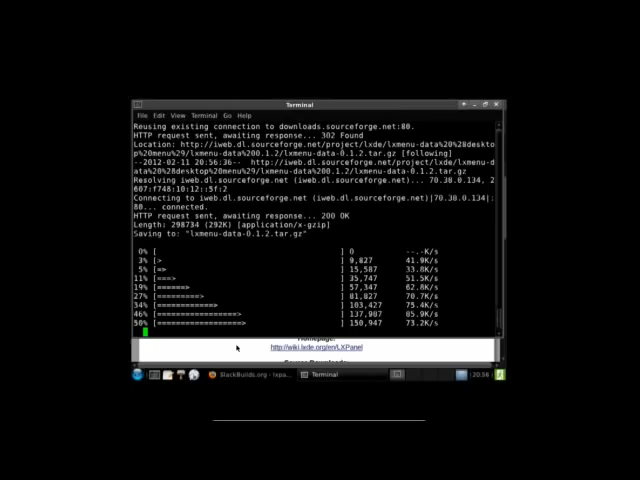 Terminal
File Edit View Terminal Go Help
Reusing existing connection to downloads.sourceforge.net:80.
HTTP request sent, awaiting response... 302 Found
Location: http://iweb.dl.sourceforge.net/project/lxde/lxmenu-data%20%28deskto
p%20menu%29/lxmenu-data%200.1.2/lxmenu-data-0.1.2.tar.gz [following]
--2012-02-11 20:56:36-- http://iweb.dl.sourceforge.net/project/lxde/lxmenu-d
ata%20%28desktop%20menu%29/lxmenu-data%200.1.2/lxmenu-data-0.1.2.tar.gz
Resolving iweb.dl.sourceforge.net (iweb.dl.sourceforge.net)... 70.38.0.134, 2
607:f748:10:12::5f:2
Connecting to iweb.dl.sourceforge.net (iweb.dl.sourceforge.net)|70.38.0.134|:
80... connected.
HTTP request sent, awaiting response... 200 OK
Length: 298734 (292K) [application/x-gzip]
Saving to: "lxmenu-data-0.1.2.tar.gz"
0% [ ] 0 --.-K/s
3% [> ] 9,827 41.9K/s
5% [=> ] 15,587 33.8K/s
11% [===> ] 35,747 51.5K/s
19% [======> ] 57,347 62.8K/s
27% [=========> ] 81,827 70.7K/s
34% [============> ] 103,427 75.4K/s
46% [=================> ] 137,987 85.9K/s
50% [==================> ] 150,947 73.2K/s
Homepage:
http://wiki.lxde.org/en/LXPanel
SlackBuilds.org - lxpa... Terminal 20:56